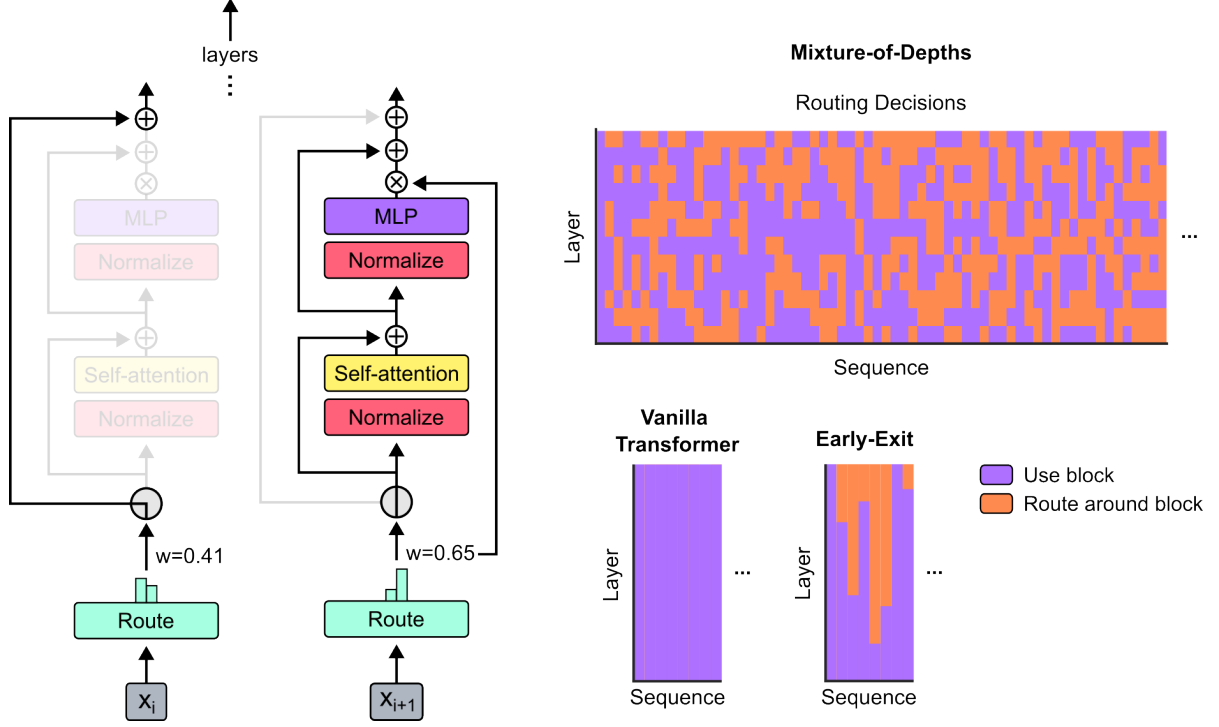 layers
...
MLP
Normalize
Self-attention
Normalize
w=0.41
Route
xi
MLP
Normalize
Self-attention
Normalize
w=0.65
Route
xi+1
Mixture-of-Depths
Routing Decisions
Layer
...
Sequence
Vanilla
Transformer
Layer
...
Sequence
Early-Exit
Layer
...
Sequence
Use block
Route around block